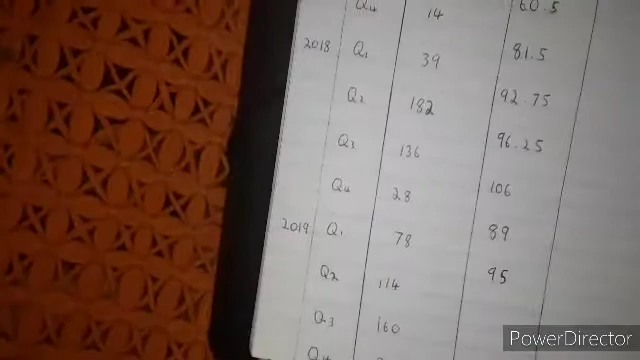 Q4 14 60.5
2018 Q1 39 81.5
Q2 182 92.75
Q3 136 96.25
Q4 28 106
2019 Q1 78 89
Q2 114 95
Q3 160
Q4
PowerDirector